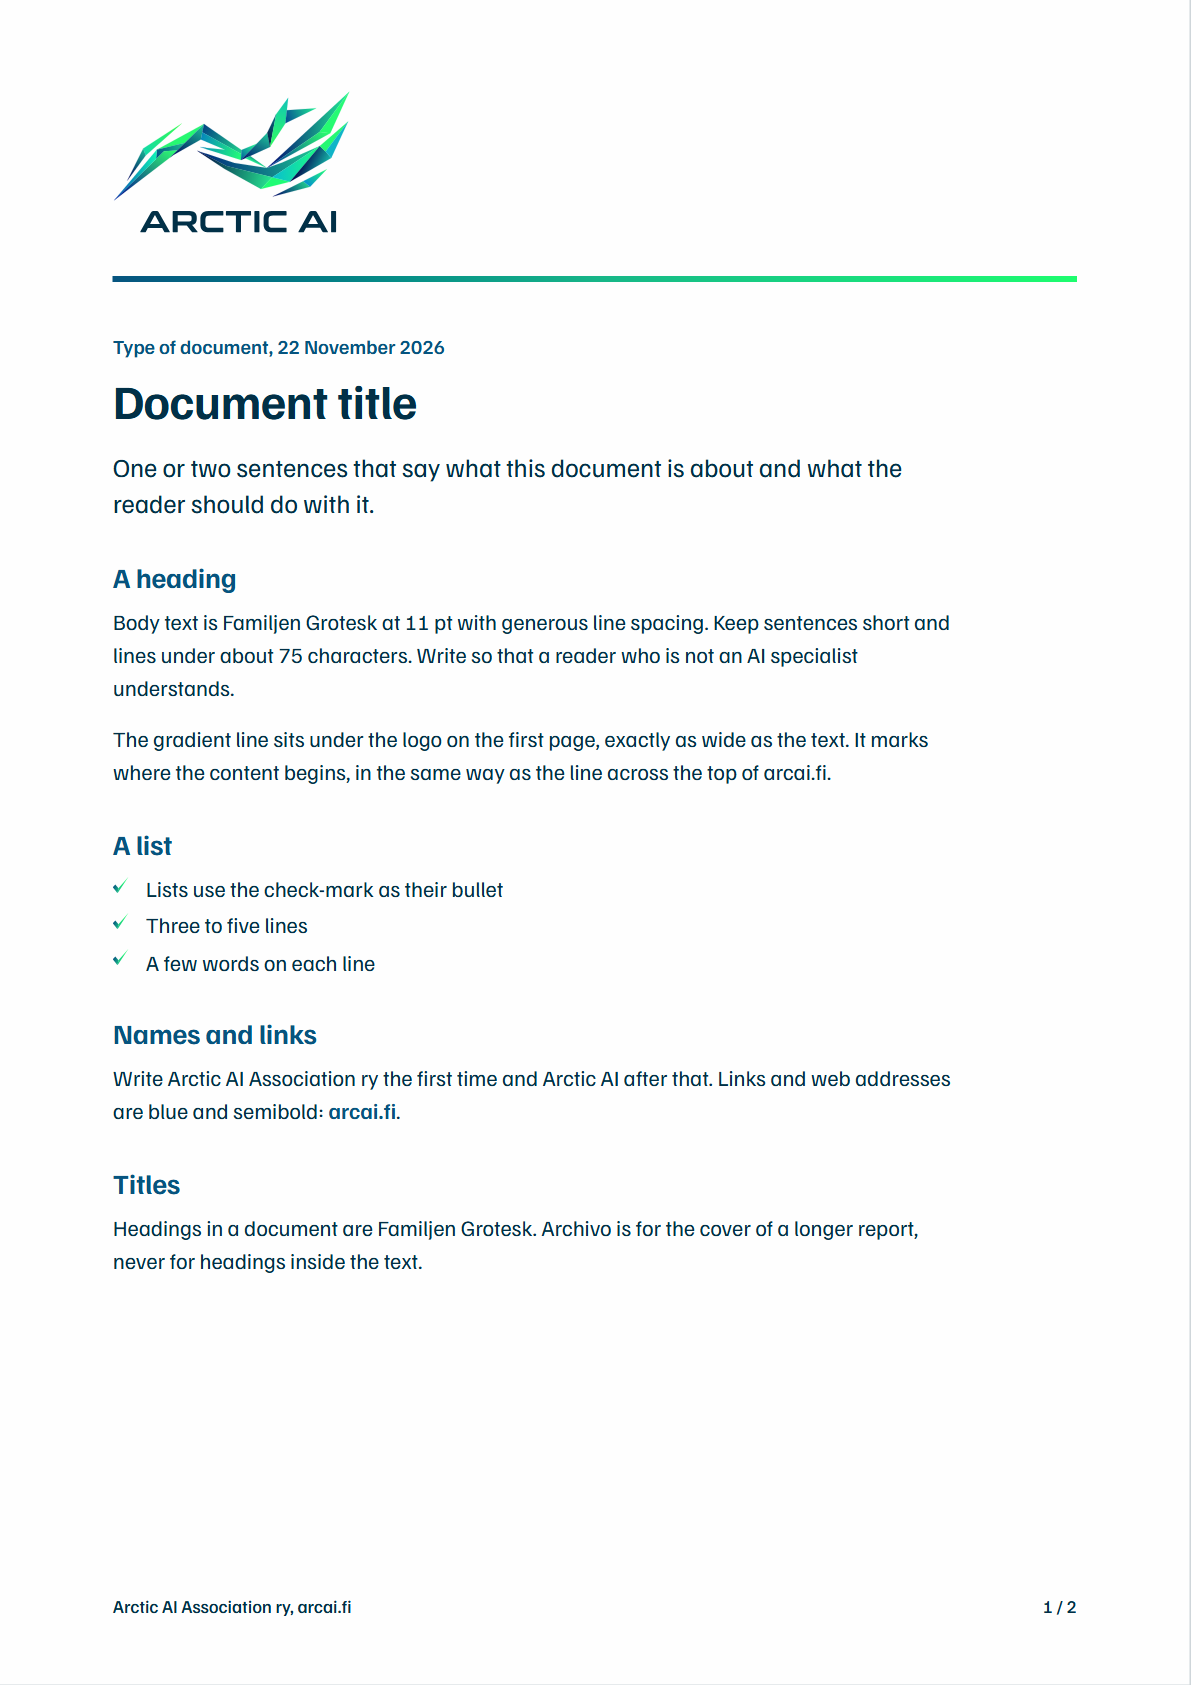 ARCTIC AI
Type of document, 22 November 2026
Document title
One or two sentences that say what this document is about and what the
reader should do with it.
A heading
Body text is Familjen Grotesk at 11 pt with generous line spacing. Keep sentences short and
lines under about 75 characters. Write so that a reader who is not an AI specialist
understands.
The gradient line sits under the logo on the first page, exactly as wide as the text. It marks
where the content begins, in the same way as the line across the top of arcai.fi.
A list
Lists use the check-mark as their bullet
Three to five lines
A few words on each line
Names and links
Write Arctic AI Association ry the first time and Arctic AI after that. Links and web addresses
are blue and semibold: arcai.fi.
Titles
Headings in a document are Familjen Grotesk. Archivo is for the cover of a longer report,
never for headings inside the text.
Arctic AI Association ry, arcai.fi
1 / 2